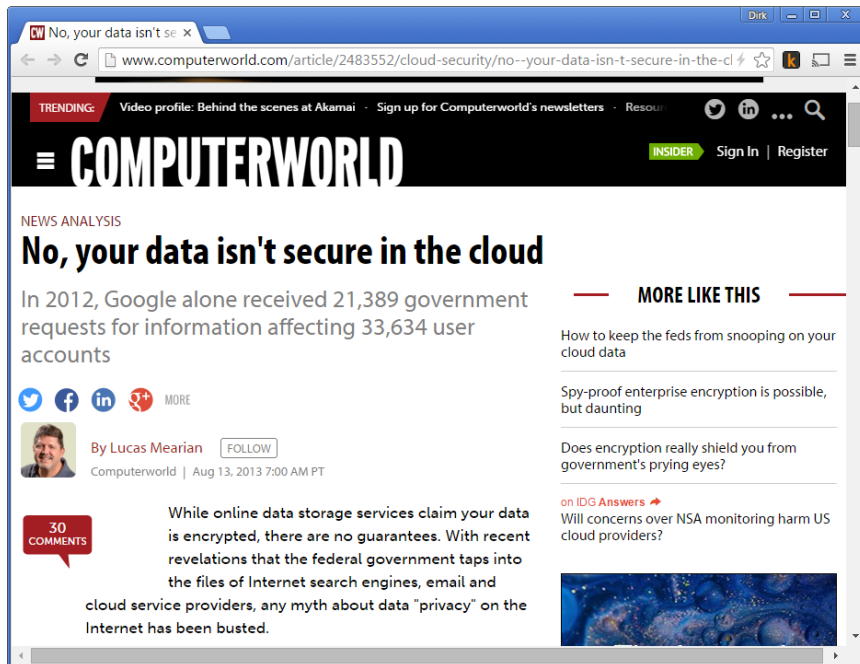 Dirk
CW No, your data isn't se
www.computerworld.com/article/2483552/cloud-security/no--your-data-isn-t-secure-in-the-cl
k
TRENDING: Video profile: Behind the scenes at Akamai · Sign up for Computerworld's newsletters · Resour
COMPUTERWORLD
INSIDER Sign In | Register
NEWS ANALYSIS
No, your data isn't secure in the cloud
In 2012, Google alone received 21,389 government
requests for information affecting 33,634 user
accounts
MORE
By Lucas Mearian FOLLOW
Computerworld | Aug 13, 2013 7:00 AM PT
30
COMMENTS
While online data storage services claim your data
is encrypted, there are no guarantees. With recent
revelations that the federal government taps into
the files of Internet search engines, email and
cloud service providers, any myth about data "privacy" on the
Internet has been busted.
MORE LIKE THIS
How to keep the feds from snooping on your
cloud data
Spy-proof enterprise encryption is possible,
but daunting
Does encryption really shield you from
government's prying eyes?
on IDG Answers
Will concerns over NSA monitoring harm US
cloud providers?